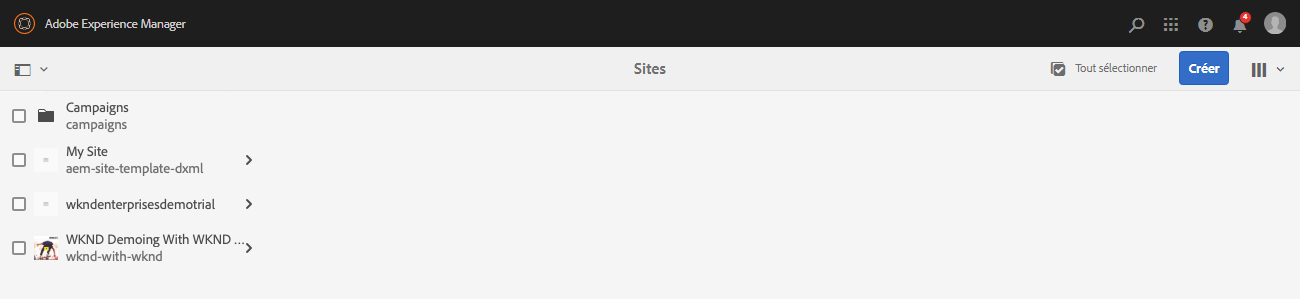 Adobe Experience Manager
4
Sites
Tout sélectionner
Créer
Campaigns
campaigns
My Site
aem-site-template-dxml
wkndenterprisesdemotrial
WKND Demoing With WKND ...
wknd-with-wknd